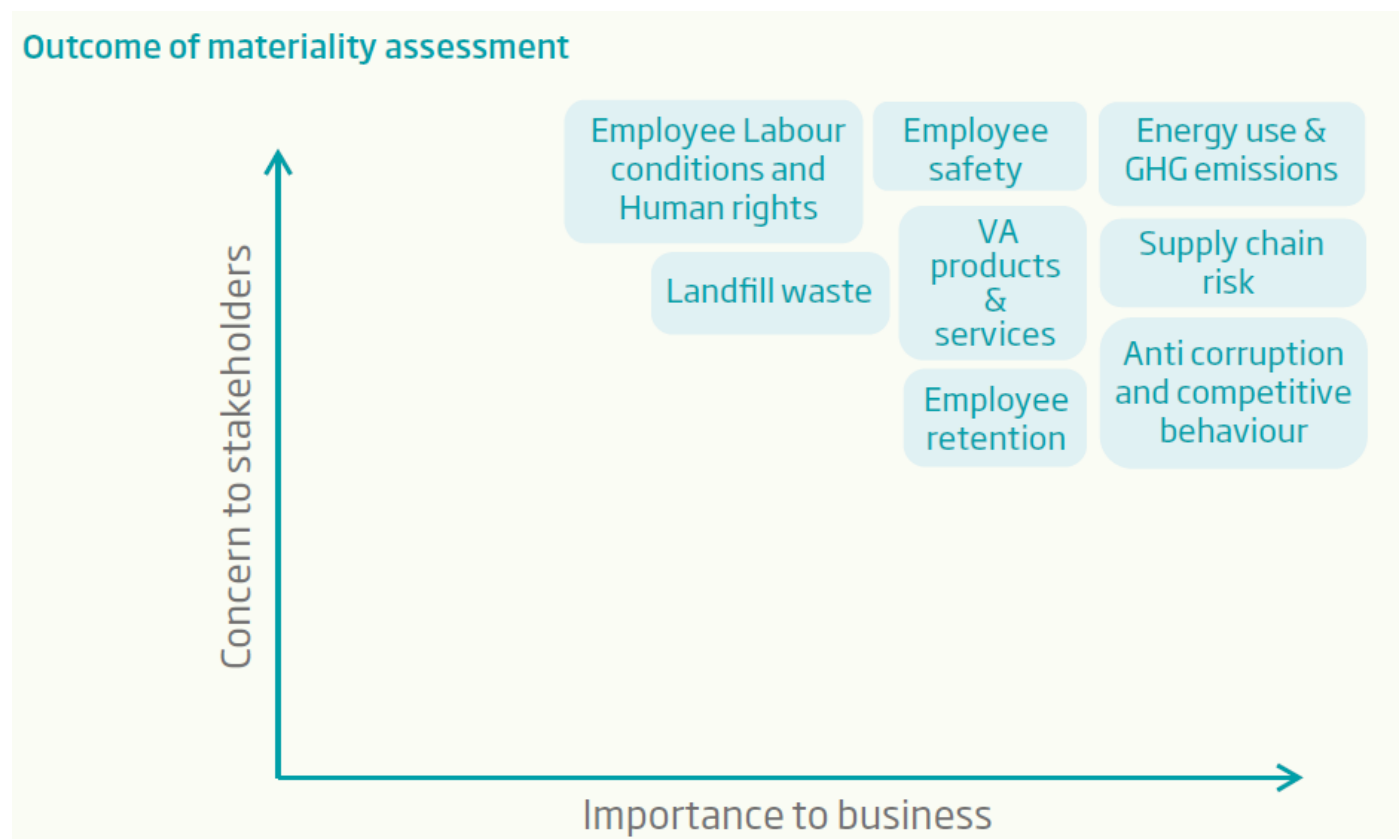 Outcome of materiality assessment
Concern to stakeholders
Employee Labour
conditions and
Human rights
Employee
safety
Energy use &
GHG emissions
Landfill waste
VA
products
&
services
Supply chain
risk
Employee
retention
Anti corruption
and competitive
behaviour
Importance to business